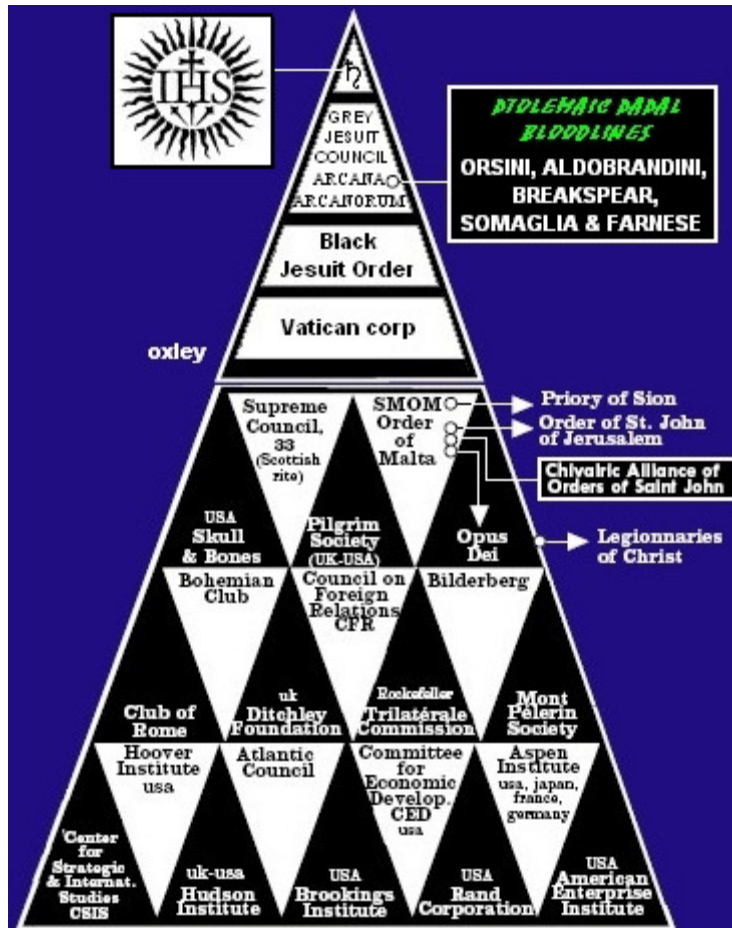 IHS
♄
GREY
JESUIT
COUNCIL
ARCANA
ARCANORUM
PTOLEMAIC PAPAL
BLOODLINES
ORSINI, ALDOBRANDINI,
BREAKSPEAR,
SOMAGLIA & FARNESE
Black
Jesuit Order
Vatican corp
oxley
Supreme
Council,
33
(Scottish
rite)
SMOM
Order
of
Malta
Priory of Sion
Order of St. John
of Jerusalem
Chivalric Alliance of
Orders of Saint John
USA
Skull
& Bones
Pilgrim
Society
(UK-USA)
Opus
Dei
Legionnaries
of Christ
Bohemian
Club
Council on
Foreign
Relations
CFR
Bilderberg
Club of
Rome
uk
Ditchley
Foundation
Rockefeller
Trilatérale
Commission
Mont
Pélerin
Society
Hoover
Institute
usa
Atlantic
Council
Committee
for
Economic
Develop.
CED
usa
Aspen
Institute
usa, japan,
france,
germany
'Center
for
Strategic
& Internat.
Studies
CSIS
uk-usa
Hudson
Institute
USA
Brookings
Institute
USA
Rand
Corporation
USA
American
Enterprise
Institute